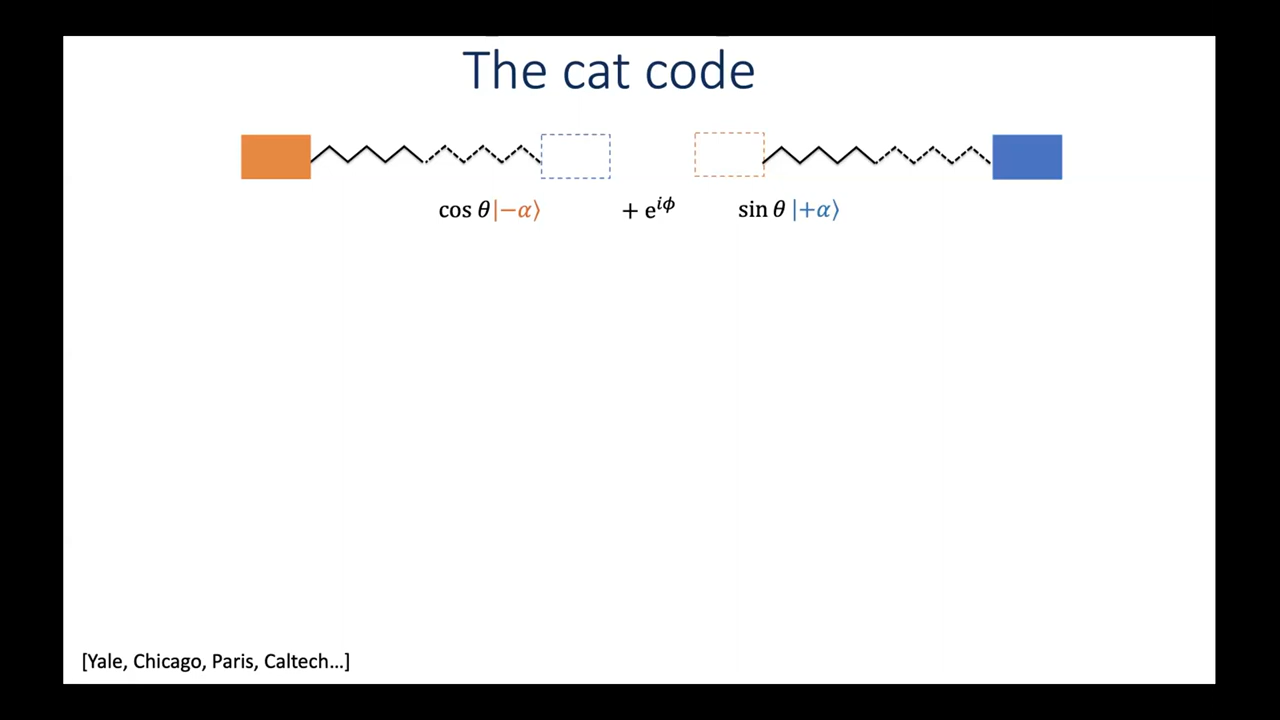 The cat code
cos θ|−α⟩ + e^{iϕ} sin θ |+α⟩
[Yale, Chicago, Paris, Caltech...]